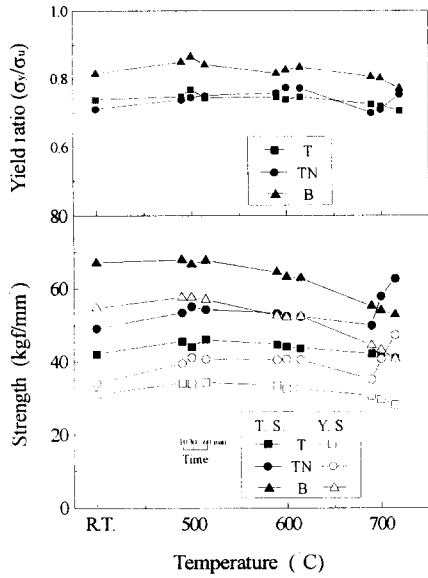 1.0
0.8
0.6
Yield ratio (σy/σu)
T
TN
B
80
60
40
20
0
Strength (kgf/mm²)
T. S. Y. S
T
TN
B
Time
R.T. 500 600 700
Temperature (°C)